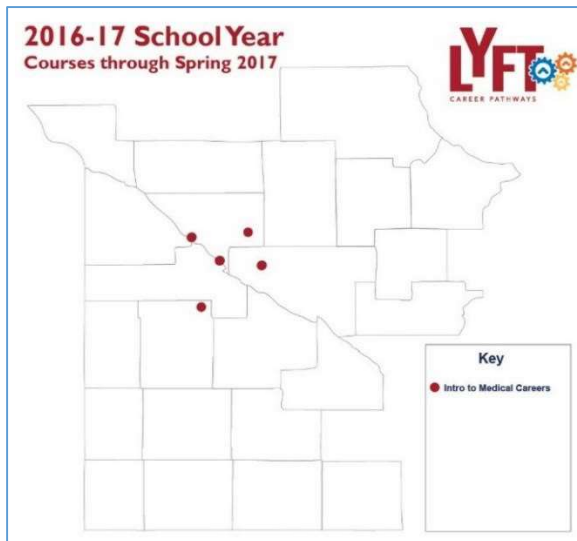 2016-17 School Year
Courses through Spring 2017
LYFT
CAREER PATHWAYS
Key
Intro to Medical Careers